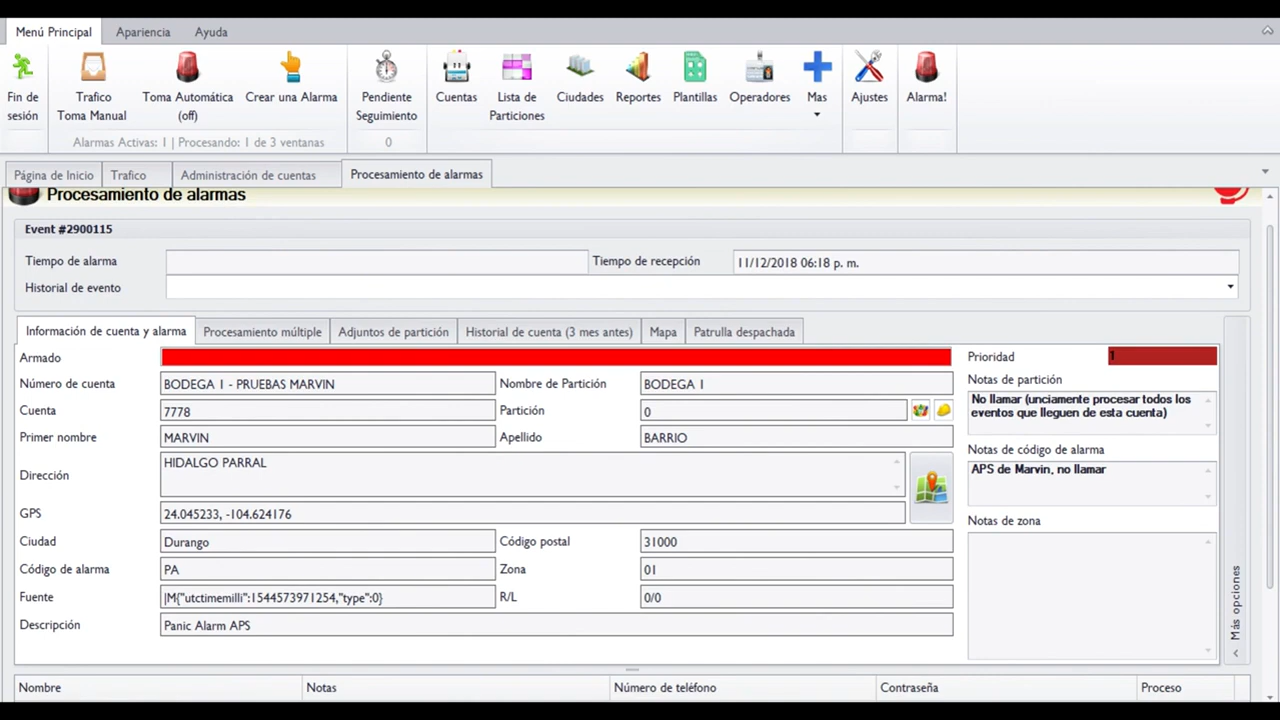 Menú Principal Apariencia Ayuda
Fin de sesión
Trafico Toma Manual
Toma Automática (off)
Crear una Alarma
Pendiente Seguimiento
Cuentas
Lista de Particiones
Ciudades
Reportes
Plantillas
Operadores
Mas
Ajustes
Alarma!
Alarmas Activas: 1 | Procesando: 1 de 3 ventanas
0
Página de Inicio Trafico Administración de cuentas Procesamiento de alarmas
Procesamiento de alarmas
Event #2900115
Tiempo de alarma Tiempo de recepción 11/12/2018 06:18 p. m.
Historial de evento
Información de cuenta y alarma Procesamiento múltiple Adjuntos de partición Historial de cuenta (3 mes antes) Mapa Patrulla despachada
Armado
Número de cuenta BODEGA 1 - PRUEBAS MARVIN Nombre de Partición BODEGA 1
Cuenta 7778 Partición 0
Primer nombre MARVIN Apellido BARRIO
Dirección HIDALGO PARRAL
GPS 24.045233, -104.624176
Ciudad Durango Código postal 31000
Código de alarma PA Zona 01
Fuente |M{"utctimemilli":1544573971254,"type":0} R/L 0/0
Descripción Panic Alarm APS
Prioridad 1
Notas de partición
No llamar (unciamente procesar todos los
eventos que lleguen de esta cuenta)
Notas de código de alarma
APS de Marvin, no llamar
Notas de zona
Más opciones
Nombre Notas Número de teléfono Contraseña Proceso